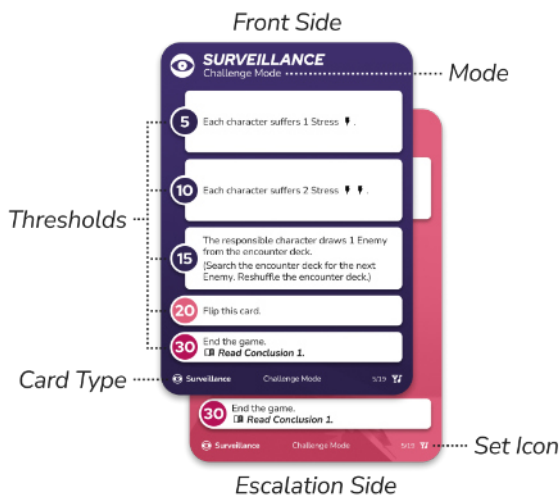 Front Side
SURVEILLANCE
Challenge Mode
Mode
5 Each character suffers 1 Stress .
10 Each character suffers 2 Stress .
Thresholds
The responsible character draws 1 Enemy
from the encounter deck.
15 (Search the encounter deck for the next
Enemy. Reshuffle the encounter deck.)
20 Flip this card.
30 End the game.
Read Conclusion 1.
Card Type
Surveillance Challenge Mode 5/19
30 End the game.
Read Conclusion 1.
Surveillance Challenge Mode 5/19
Set Icon
Escalation Side